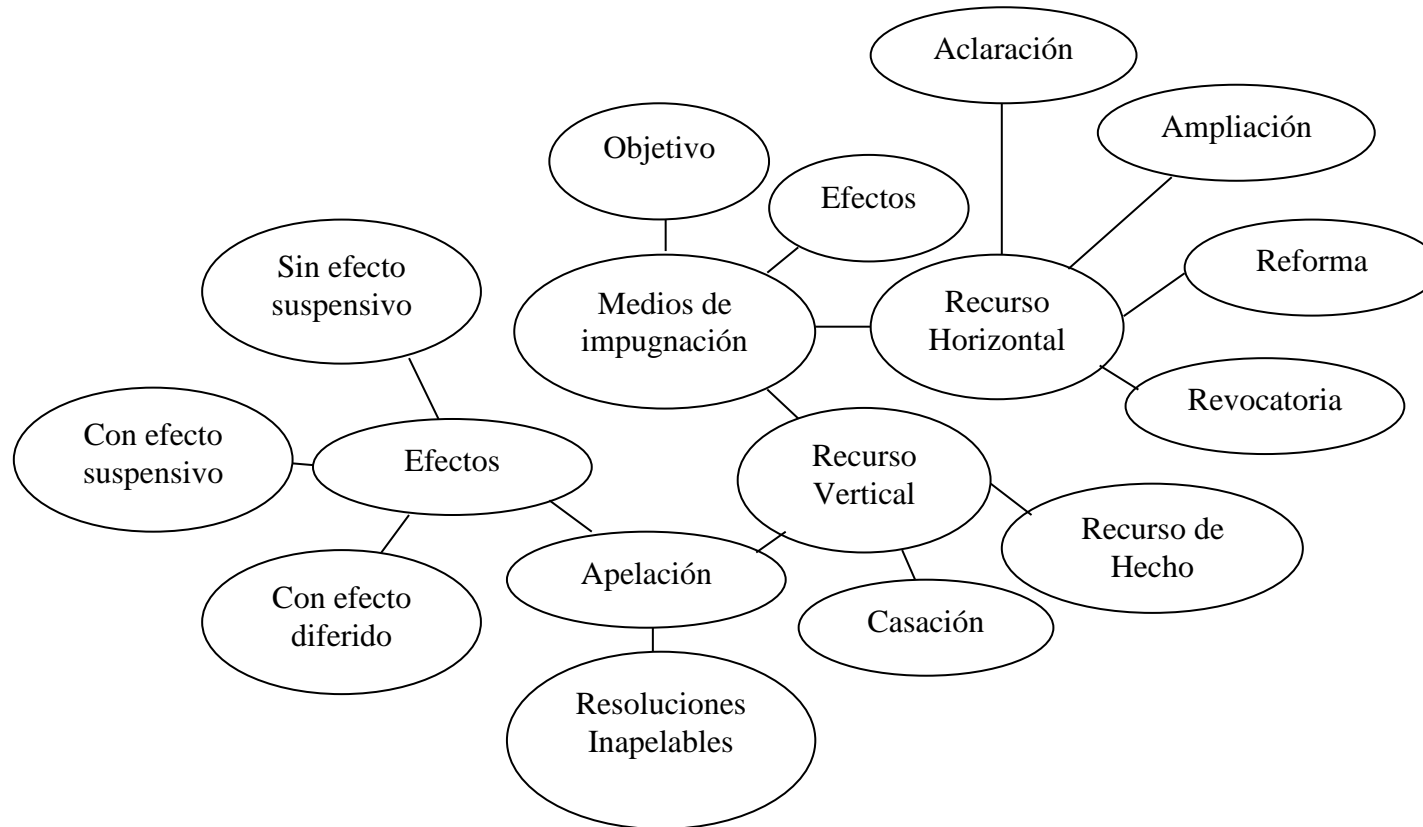 Aclaración
Ampliación
Objetivo
Efectos
Reforma
Sin efecto
suspensivo
Medios de
impugnación
Recurso
Horizontal
Revocatoria
Con efecto
suspensivo
Efectos
Recurso
Vertical
Recurso de
Hecho
Apelación
Con efecto
diferido
Casación
Resoluciones
Inapelables